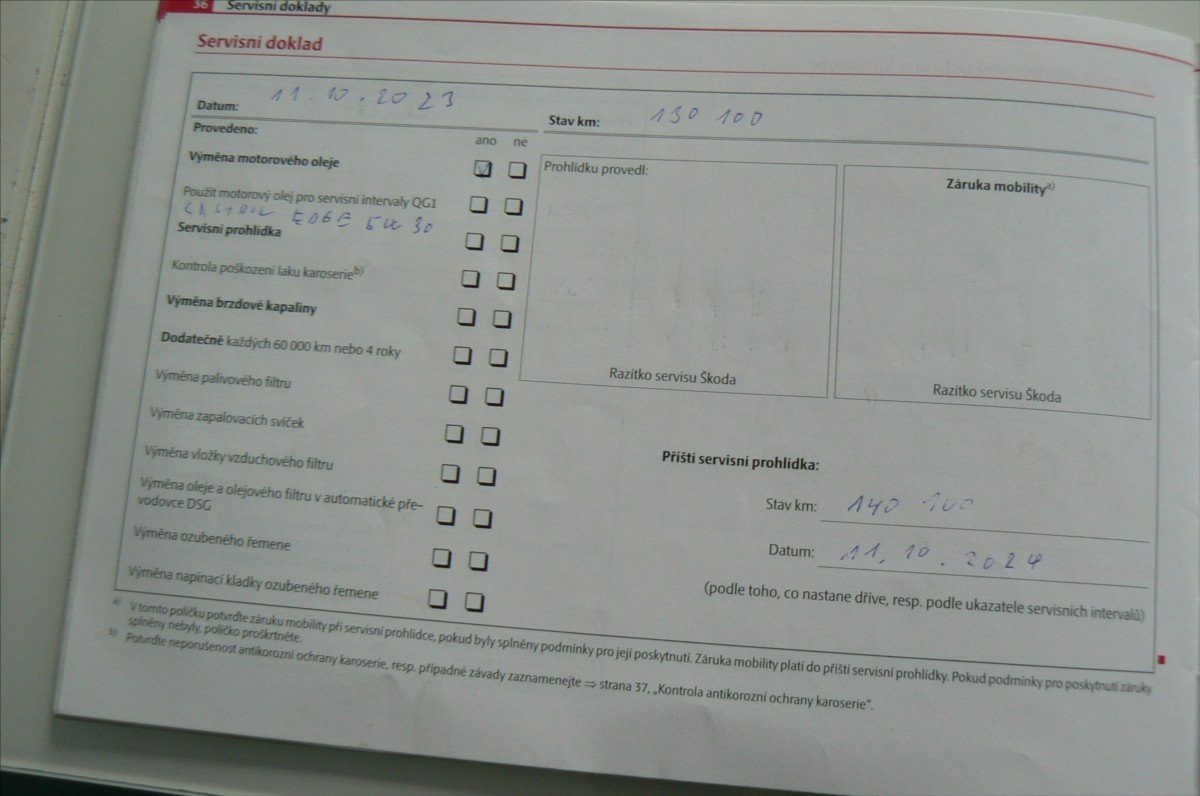 36 Servisní doklady
Servisní doklad
Datum: 11.10.2023
Stav km: 130 100
Provedeno:
ano ne
Výměna motorového oleje
Použit motorový olej pro servisní intervaly QG1
CASTROL EDGE 5W 30
Servisní prohlídka
Kontrola poškození laku karoserie b)
Výměna brzdové kapaliny
Dodatečně každých 60 000 km nebo 4 roky
Výměna palivového filtru
Výměna zapalovacích svíček
Výměna vložky vzduchového filtru
Výměna oleje a olejového filtru v automatické pře-
vodovce DSG
Výměna ozubeného řemene
Výměna napínací kladky ozubeného řemene
Prohlídku provedl:
Razítko servisu Škoda
Záruka mobility a)
Razítko servisu Škoda
Příští servisní prohlídka:
Stav km: 140 100
Datum: 11.10.2024
(podle toho, co nastane dříve, resp. podle ukazatele servisních intervalů)
a) V tomto políčku potvrďte záruku mobility při servisní prohlídce, pokud byly splněny podmínky pro její poskytnutí. Záruka mobility platí do příští servisní prohlídky. Pokud podmínky pro poskytnutí záruky
splněny nebyly, políčko proškrtněte.
b) Potvrďte neporušenost antikorozní ochrany karoserie, resp. případné závady zaznamenejte ⇒ strana 37, „Kontrola antikorozní ochrany karoserie“.